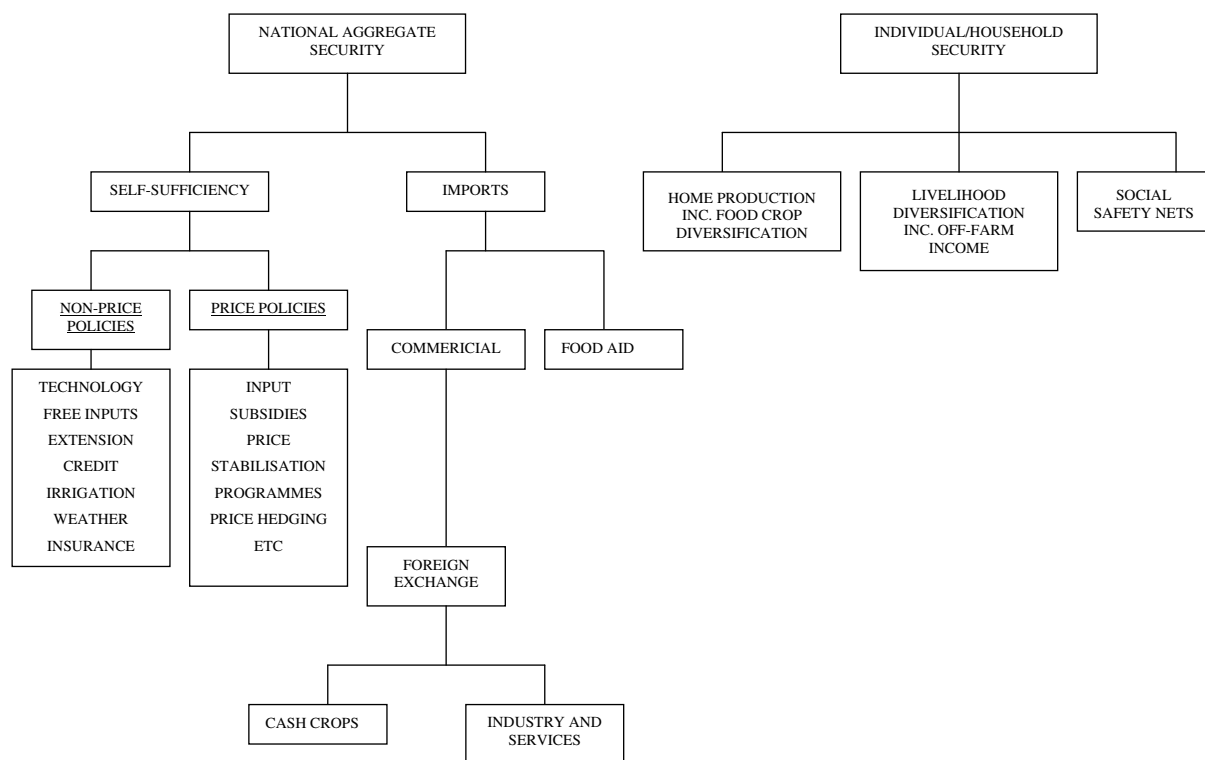 NATIONAL AGGREGATE
SECURITY
INDIVIDUAL/HOUSEHOLD
SECURITY
SELF-SUFFICIENCY
IMPORTS
HOME PRODUCTION
INC. FOOD CROP
DIVERSIFICATION
LIVELIHOOD
DIVERSIFICATION
INC. OFF-FARM
INCOME
SOCIAL
SAFETY NETS
NON-PRICE
POLICIES
PRICE POLICIES
COMMERICIAL
FOOD AID
TECHNOLOGY
FREE INPUTS
EXTENSION
CREDIT
IRRIGATION
WEATHER
INSURANCE
INPUT
SUBSIDIES
PRICE
STABILISATION
PROGRAMMES
PRICE HEDGING
ETC
FOREIGN
EXCHANGE
CASH CROPS
INDUSTRY AND
SERVICES